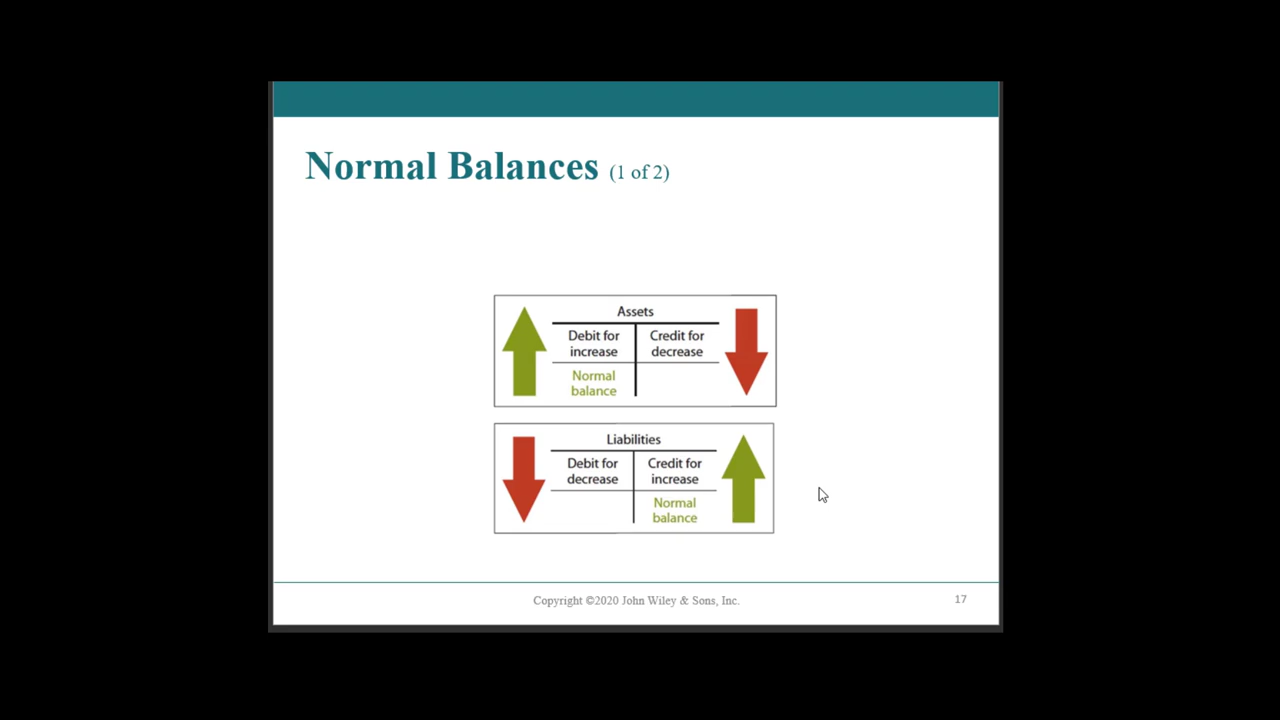 Normal Balances (1 of 2)
Assets
Debit for Credit for
increase decrease
Normal
balance
Liabilities
Debit for Credit for
decrease increase
Normal
balance
Copyright ©2020 John Wiley & Sons, Inc. 17